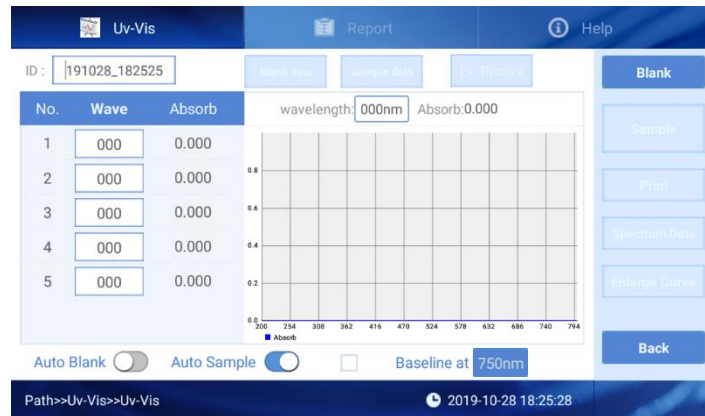 Uv-Vis Report Help
ID : 191028_182525 Blank data Sample data Ex. Picture Blank
No. Wave Absorb wavelength: 000nm Absorb:0.000
Sample
1 000 0.000
2 000 0.000
3 000 0.000
4 000 0.000
5 000 0.000
0.8
0.6
0.4
0.2
0.0
200 254 308 362 416 470 524 578 632 686 740 794
Absorb
Print
Spectrum Data
Enlarge Curve
Auto Blank Auto Sample Baseline at 750nm Back
Path>>Uv-Vis>>Uv-Vis 2019-10-28 18:25:28